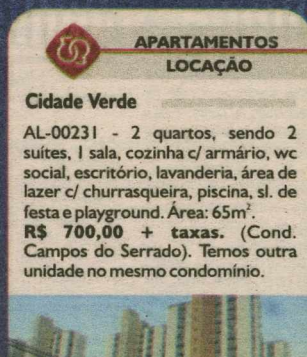 APARTAMENTOS
LOCAÇÃO
Cidade Verde
AL-00231 - 2 quartos, sendo 2
suítes, 1 sala, cozinha c/ armário, wc
social, escritório, lavanderia, área de
lazer c/ churrasqueira, piscina, sl. de
festa e playground. Área: 65m².
R$ 700,00 + taxas. (Cond.
Campos do Serrado). Temos outra
unidade no mesmo condomínio.